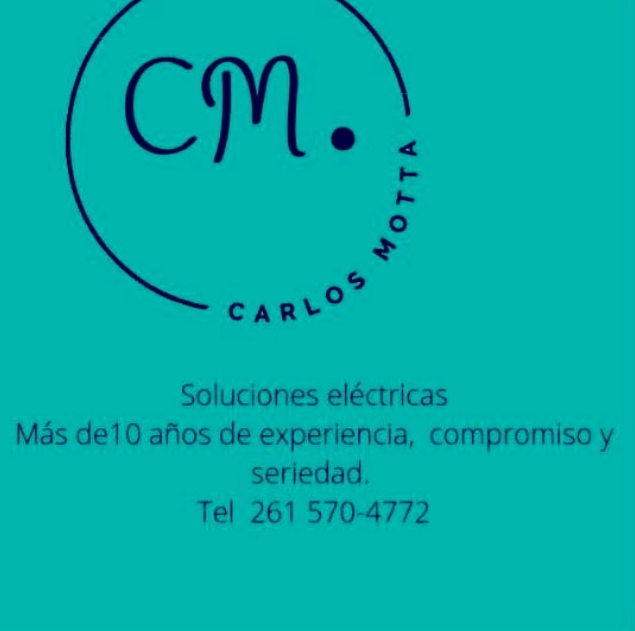 CM.
CARLOS MOTTA
Soluciones eléctricas
Más de10 años de experiencia, compromiso y
seriedad.
Tel 261 570-4772